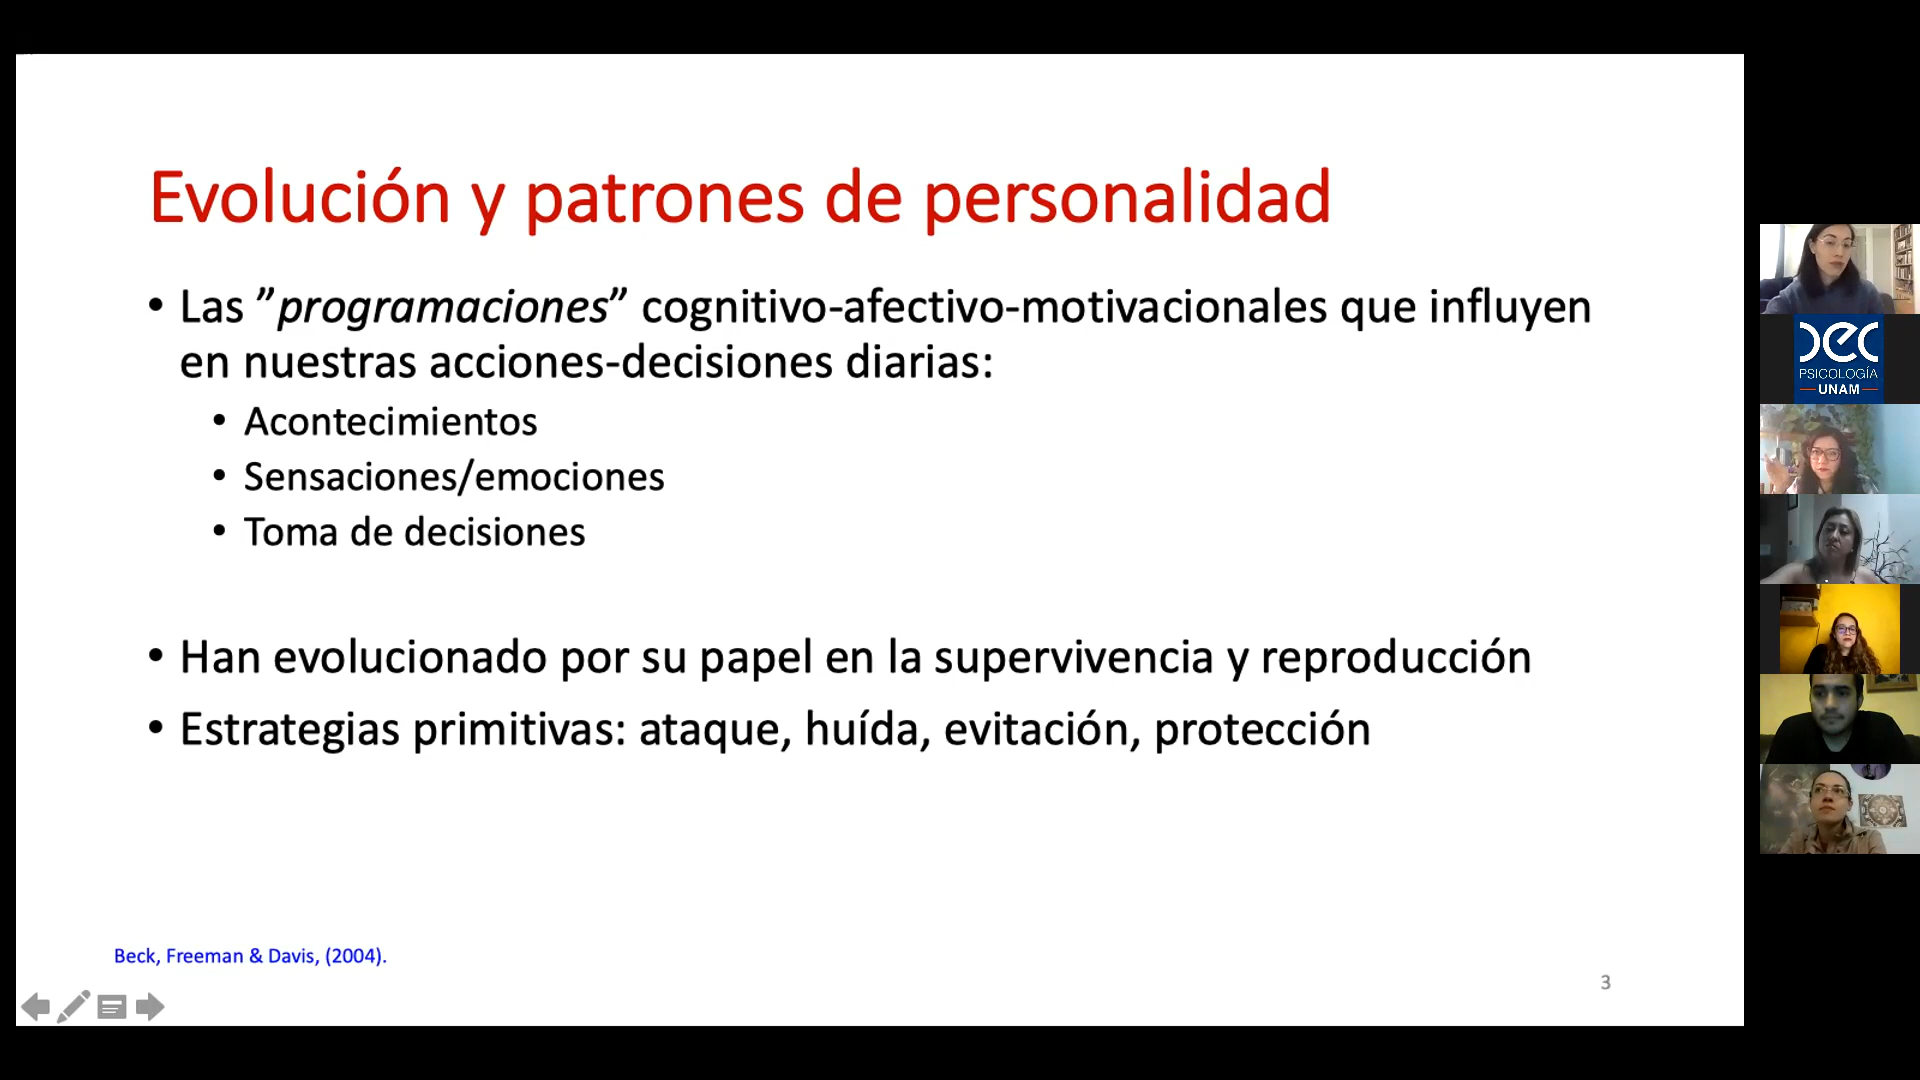 Evolución y patrones de personalidad
• Las ”programaciones” cognitivo-afectivo-motivacionales que influyen
en nuestras acciones-decisiones diarias:
• Acontecimientos
• Sensaciones/emociones
• Toma de decisiones
• Han evolucionado por su papel en la supervivencia y reproducción
• Estrategias primitivas: ataque, huída, evitación, protección
Beck, Freeman & Davis, (2004).
3
DEC
PSICOLOGÍA
UNAM